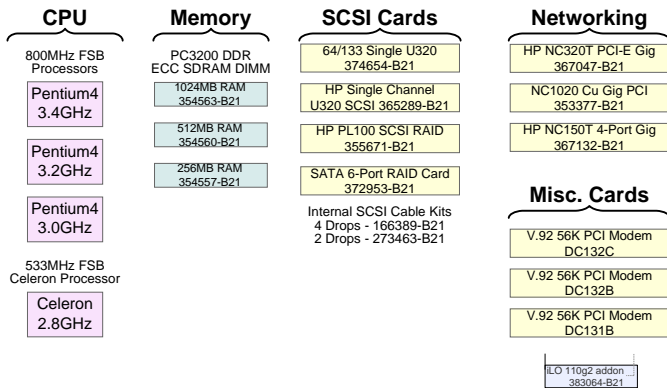 CPU
800MHz FSB
Processors
Pentium4
3.4GHz
Pentium4
3.2GHz
Pentium4
3.0GHz
533MHz FSB
Celeron Processor
Celeron
2.8GHz
Memory
PC3200 DDR
ECC SDRAM DIMM
1024MB RAM
354563-B21
512MB RAM
354560-B21
256MB RAM
354557-B21
SCSI Cards
64/133 Single U320
374654-B21
HP Single Channel
U320 SCSI 365289-B21
HP PL100 SCSI RAID
355671-B21
SATA 6-Port RAID Card
372953-B21
Internal SCSI Cable Kits
4 Drops - 166389-B21
2 Drops - 273463-B21
Networking
HP NC320T PCI-E Gig
367047-B21
NC1020 Cu Gig PCI
353377-B21
HP NC150T 4-Port Gig
367132-B21
Misc. Cards
V.92 56K PCI Modem
DC132C
V.92 56K PCI Modem
DC132B
V.92 56K PCI Modem
DC131B
iLO 110g2 addon
383064-B21